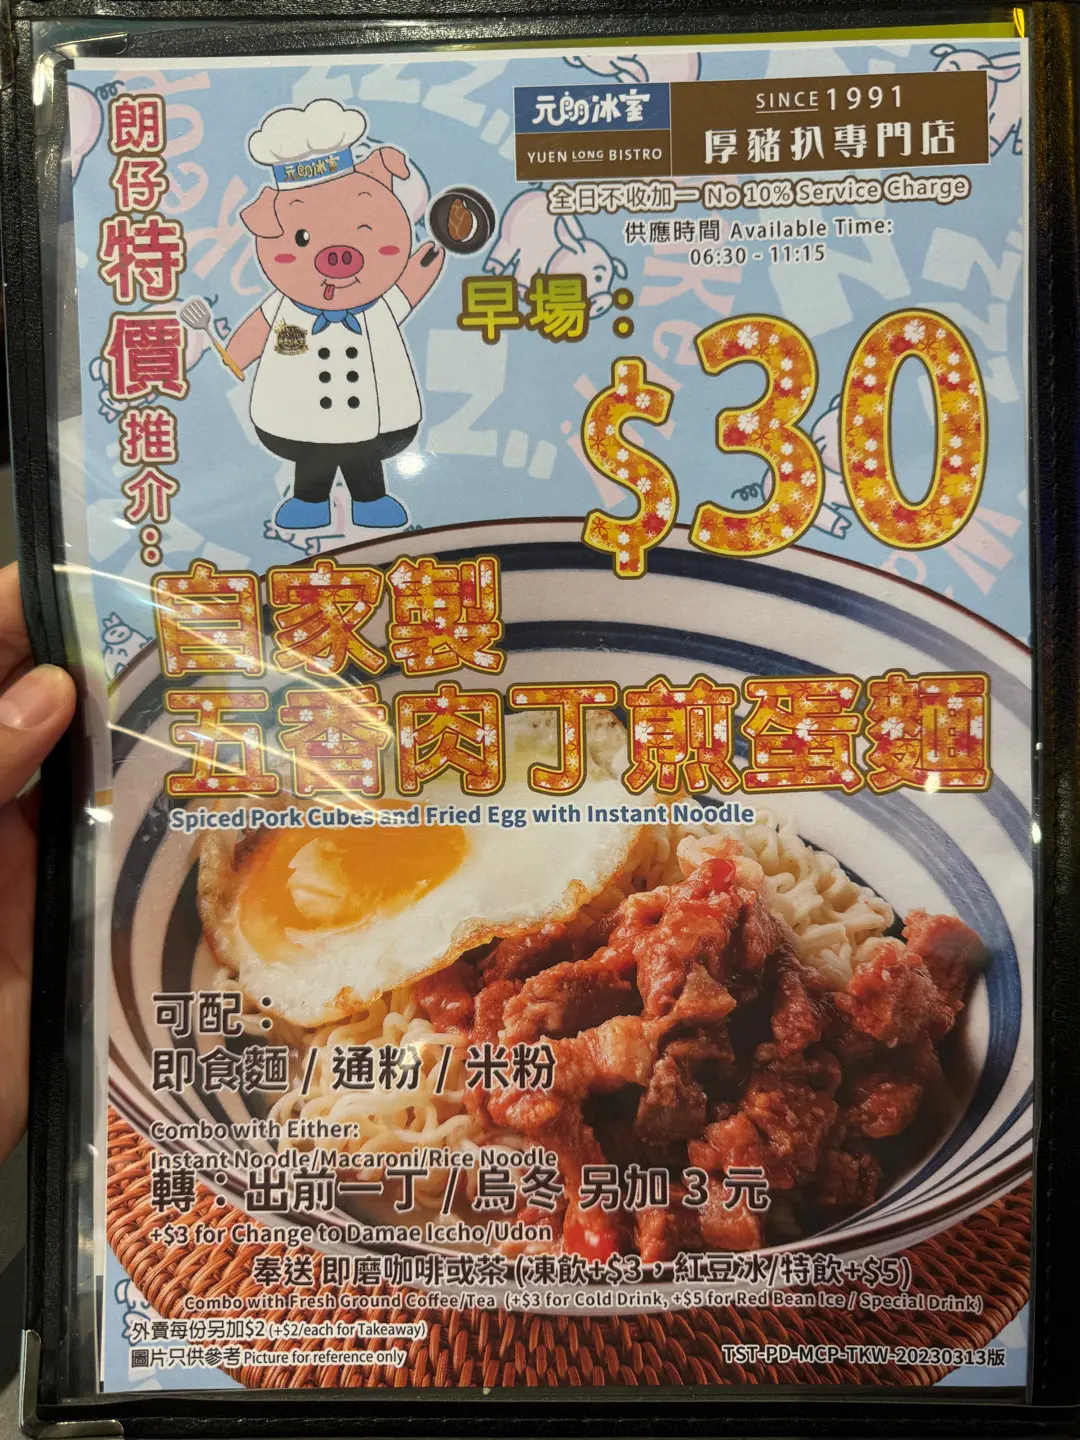 元朗冰室
YUEN LONG BISTRO
SINCE 1991
厚豬扒專門店
全日不收加一 No 10% Service Charge
供應時間 Available Time:
06:30 - 11:15
朗仔特價推介：
元朗冰室
早場：
$30
自家製
五香肉丁煎蛋麵
Spiced Pork Cubes and Fried Egg with Instant Noodle
可配：
即食麵 / 通粉 / 米粉
Combo with Either:
Instant Noodle/Macaroni/Rice Noodle
轉：出前一丁 / 烏冬 另加 3 元
+$3 for Change to Damae Iccho/Udon
奉送 即磨咖啡或茶 (凍飲+$3，紅豆冰/特飲+$5)
Combo with Fresh Ground Coffee/Tea (+$3 for Cold Drink, +$5 for Red Bean Ice / Special Drink)
外賣每份另加$2 (+$2/each for Takeaway)
圖片只供參考 Picture for reference only
TST-PD-MCP-TKW-20230313版